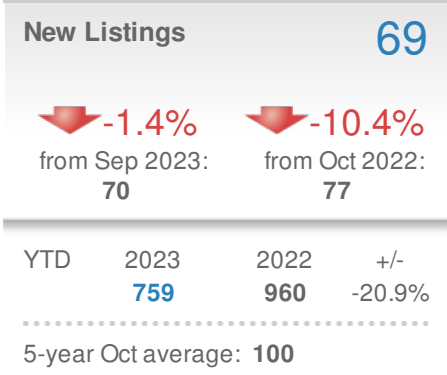 New Listings 69
-1.4% -10.4%
from Sep 2023: from Oct 2022:
70 77
YTD 2023 2022 +/-
759 960 -20.9%
5-year Oct average: 100